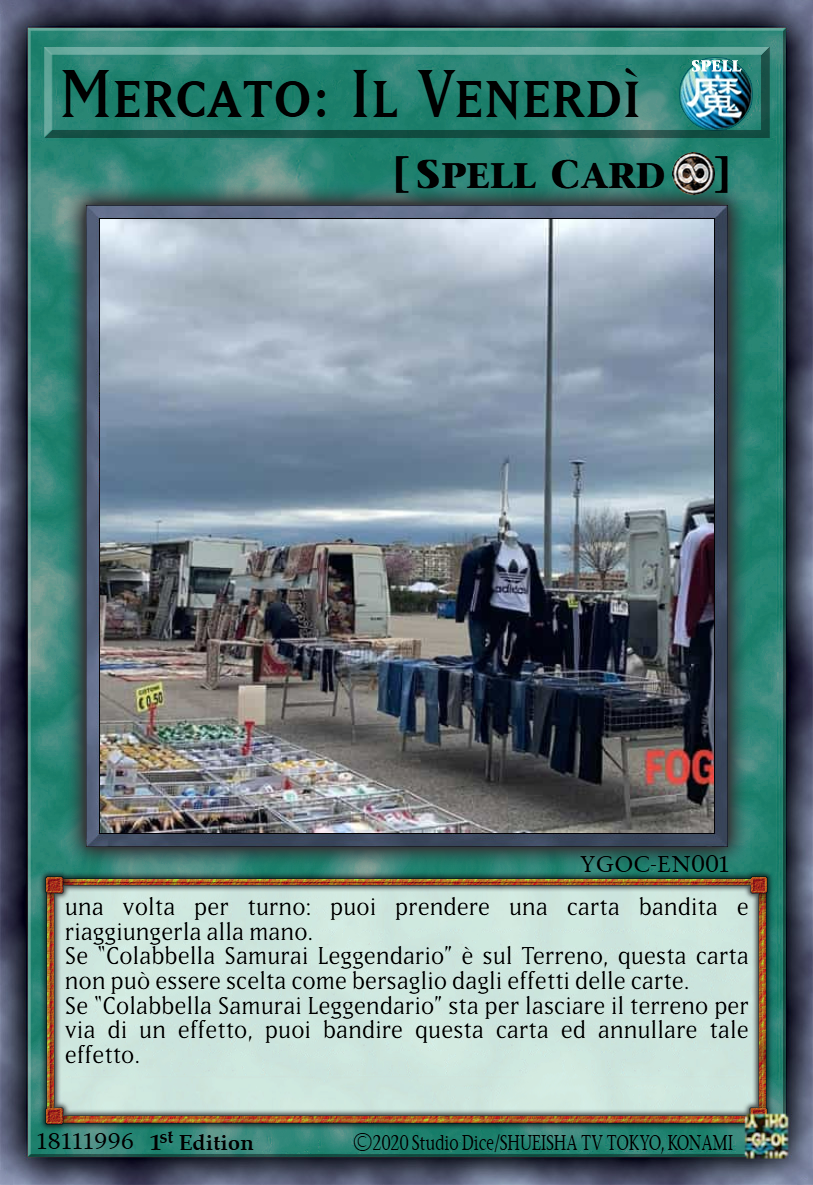 Mercato: Il Venerdì
SPELL
魔
[Spell Card ]
adidas
COTONE
€ 0,50
FOG
YGOC-EN001
una volta per turno: puoi prendere una carta bandita e
riaggiungerla alla mano.
Se "Colabbella Samurai Leggendario" è sul Terreno, questa carta
non può essere scelta come bersaglio dagli effetti delle carte.
Se "Colabbella Samurai Leggendario" sta per lasciare il terreno per
via di un effetto, puoi bandire questa carta ed annullare tale
effetto.
18111996 1st Edition ©2020 Studio Dice/SHUEISHA TV TOKYO, KONAMI